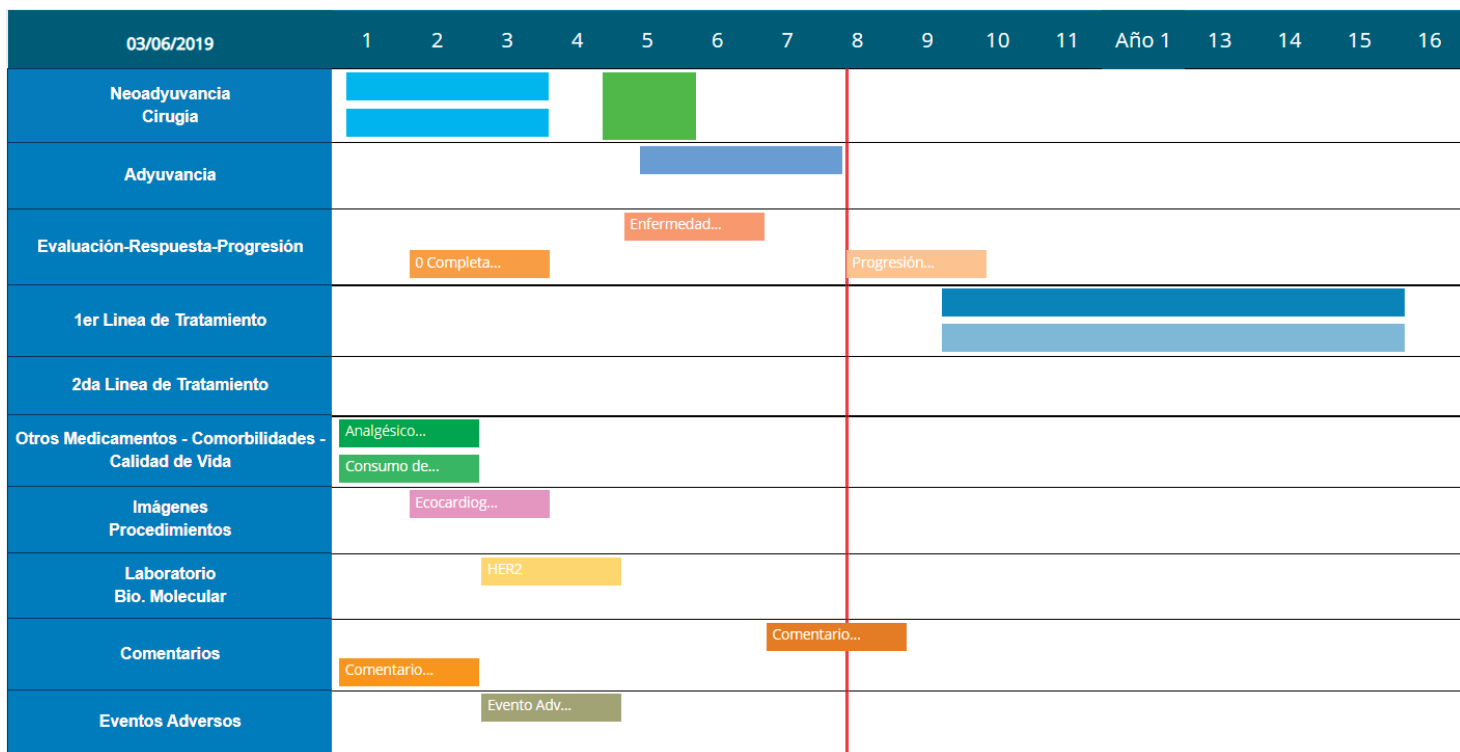 03/06/2019 1 2 3 4 5 6 7 8 9 10 11 Año 1 13 14 15 16
Neoadyuvancia
Cirugía
Adyuvancia
Evaluación-Respuesta-Progresión
Enfermedad...
0 Completa...
Progresión...
1er Linea de Tratamiento
2da Linea de Tratamiento
Otros Medicamentos - Comorbilidades -
Calidad de Vida
Analgésico...
Consumo de...
Imágenes
Procedimientos
Ecocardiog...
Laboratorio
Bio. Molecular
HER2
Comentarios
Comentario...
Comentario...
Eventos Adversos
Evento Adv...